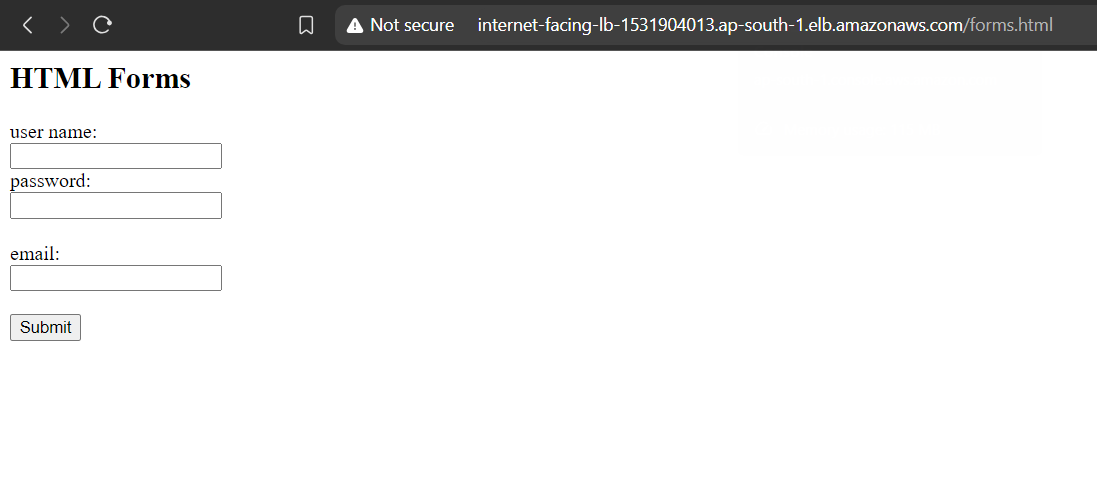 Not secure internet-facing-lb-1531904013.ap-south-1.elb.amazonaws.com/forms.html
HTML Forms
user name:
password:
email:
Submit